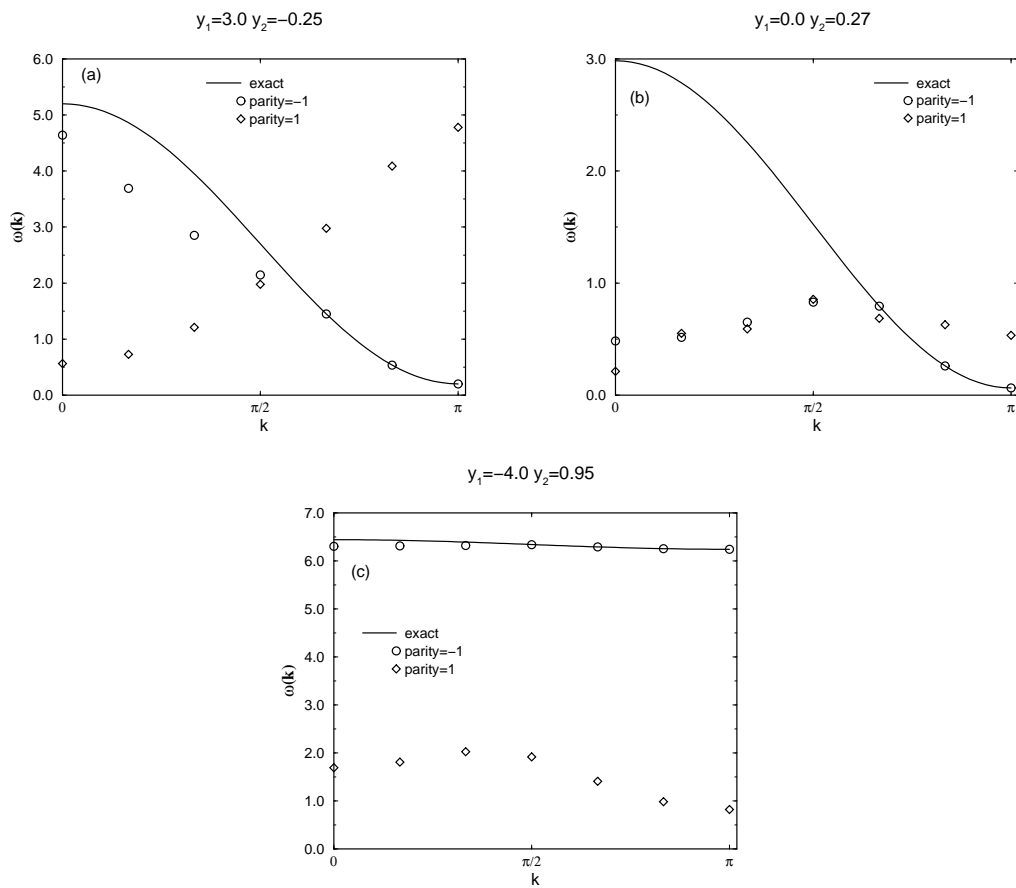 y₁=3.0 y₂=−0.25
6.0
5.0
4.0
3.0
2.0
1.0
0.0
ω(k)
(a)
exact
parity=−1
parity=1
0
π/2
π
k
y₁=0.0 y₂=0.27
3.0
2.0
1.0
0.0
ω(k)
(b)
exact
parity=−1
parity=1
0
π/2
π
k
y₁=−4.0 y₂=0.95
7.0
6.0
5.0
4.0
3.0
2.0
1.0
0.0
ω(k)
(c)
exact
parity=−1
parity=1
0
π/2
π
k